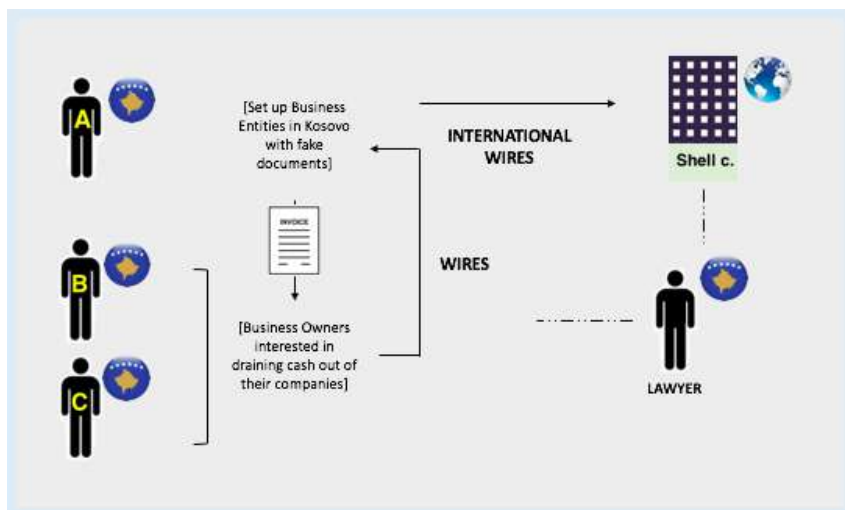 A
[Set up Business
Entities in Kosovo
with fake
documents]
INTERNATIONAL
WIRES
Shell c.
INVOICE
B
WIRES
[Business Owners
interested in
draining cash out of
their companies]
C
LAWYER